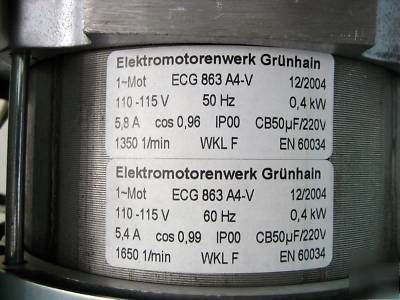 Elektromotorenwerk Grünhain
1~Mot ECG 863 A4-V 12/2004
110 -115 V 50 Hz 0,4 kW
5,8 A cos 0,96 IP00 CB50µF/220V
1350 1/min WKL F EN 60034
Elektromotorenwerk Grünhain
1~Mot ECG 863 A4-V 12/2004
110 -115 V 60 Hz 0,4 kW
5,4 A cos 0,99 IP00 CB50µF/220V
1650 1/min WKL F EN 60034